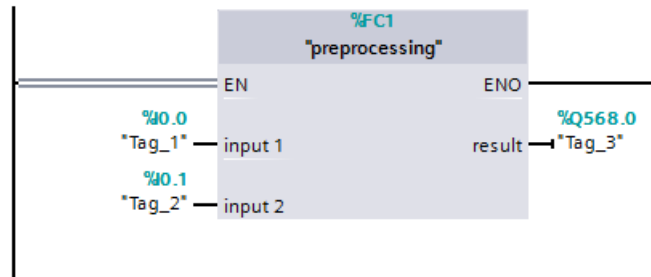 %FC1
"preprocessing"
EN ENO
%I0.0 %Q568.0
"Tag_1" input 1 result "Tag_3"
%I0.1
"Tag_2" input 2